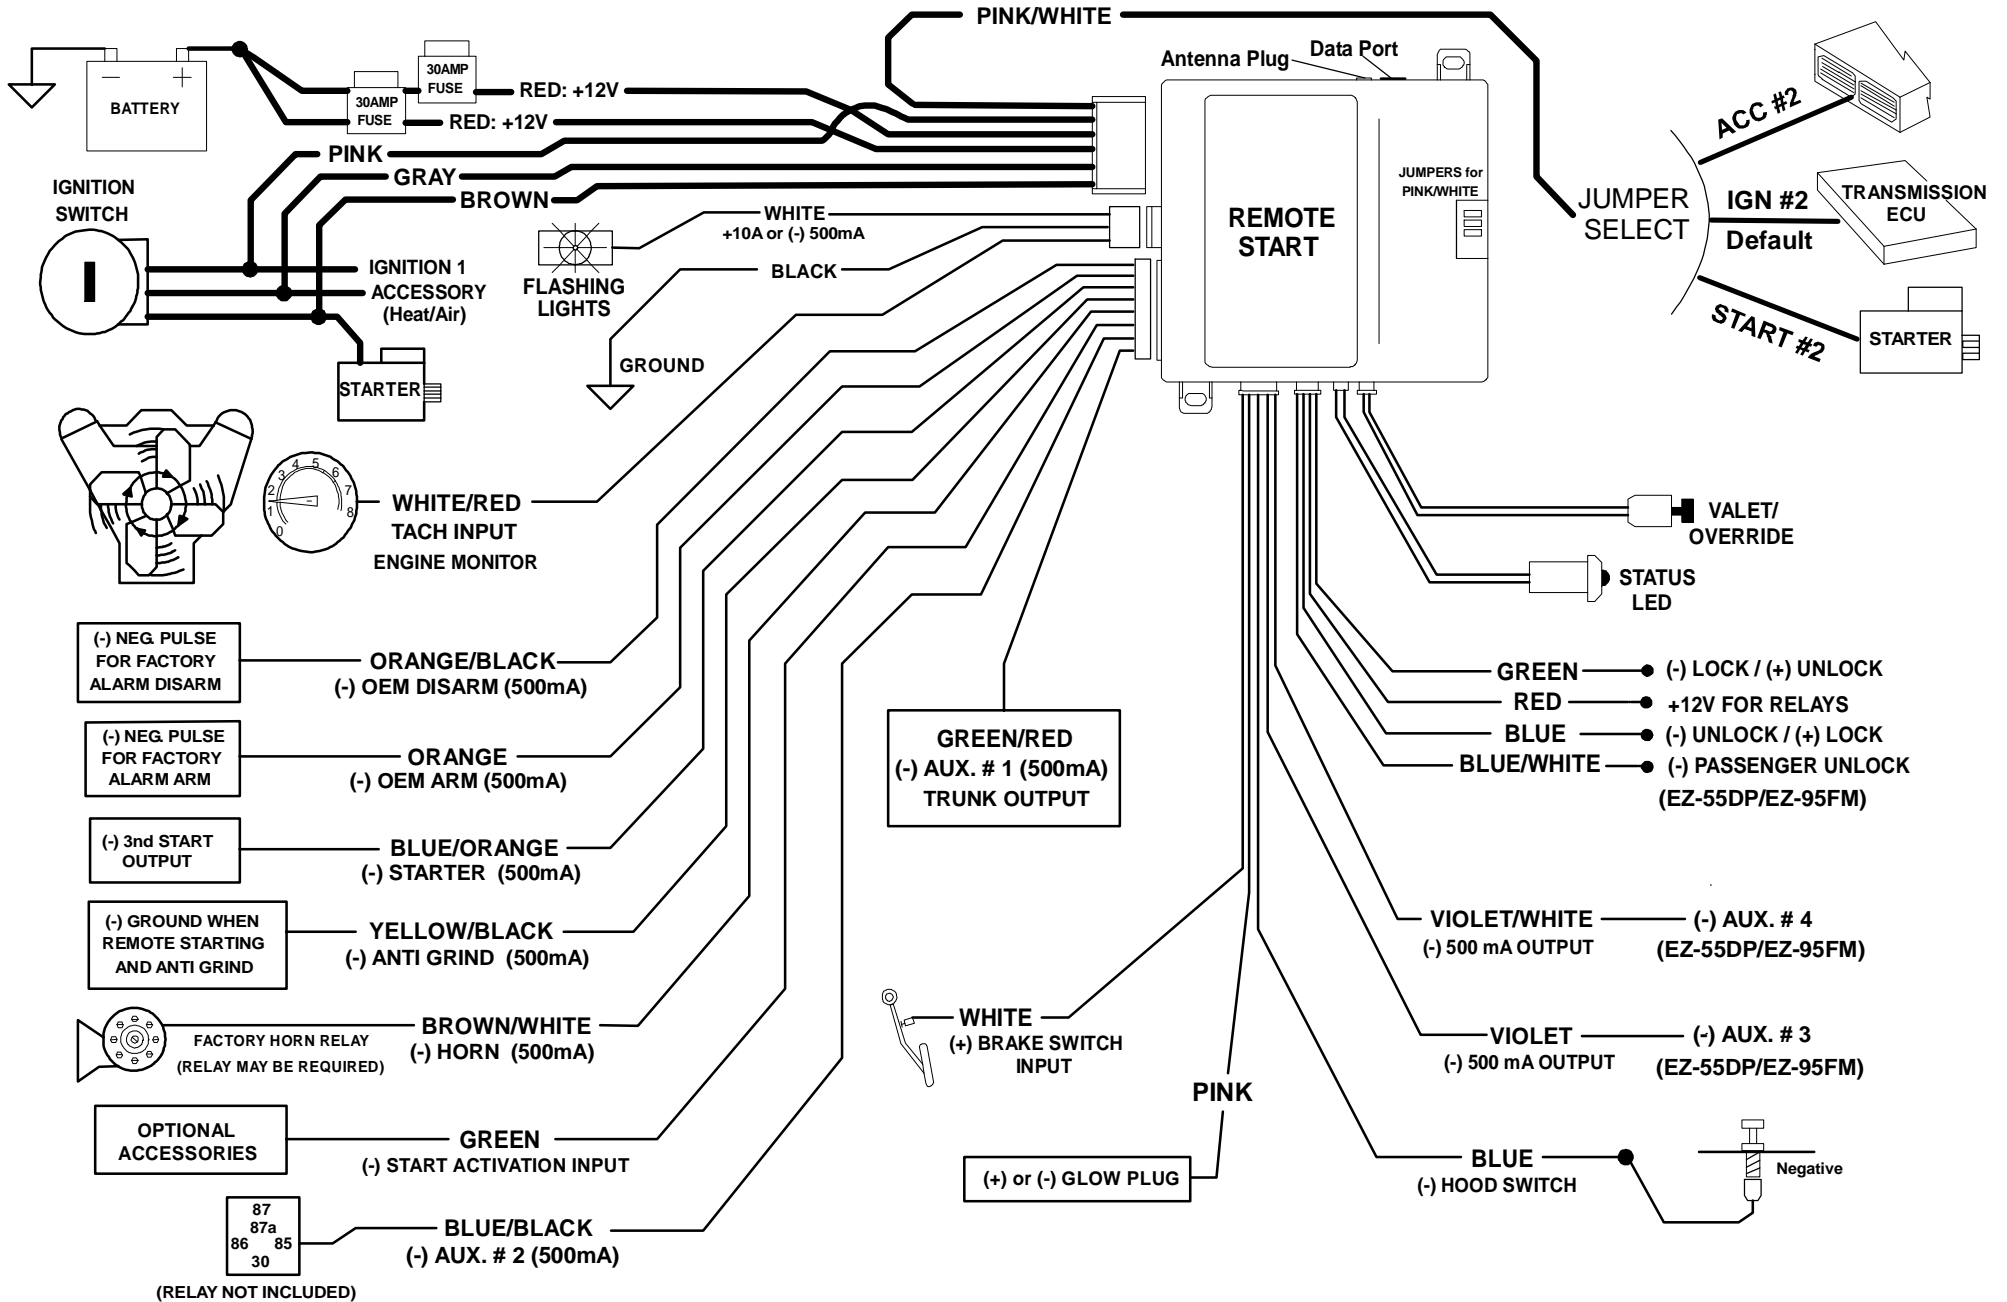 PINK/WHITE
Antenna Plug
Data Port
BATTERY
30AMP
FUSE
30AMP
FUSE
RED: +12V
RED: +12V
PINK
GRAY
BROWN
IGNITION
SWITCH
IGNITION 1
ACCESSORY
(Heat/Air)
STARTER
WHITE
+10A or (-) 500mA
FLASHING
LIGHTS
BLACK
GROUND
REMOTE
START
JUMPERS for
PINK/WHITE
JUMPER
SELECT
ACC #2
IGN #2
Default
START #2
TRANSMISSION
ECU
STARTER
0
1
2
3
4
5
6
7
8
WHITE/RED
TACH INPUT
ENGINE MONITOR
VALET/
OVERRIDE
STATUS
LED
(-) NEG. PULSE
FOR FACTORY
ALARM DISARM
ORANGE/BLACK
(-) OEM DISARM (500mA)
(-) NEG. PULSE
FOR FACTORY
ALARM ARM
ORANGE
(-) OEM ARM (500mA)
(-) 3nd START
OUTPUT
BLUE/ORANGE
(-) STARTER (500mA)
(-) GROUND WHEN
REMOTE STARTING
AND ANTI GRIND
YELLOW/BLACK
(-) ANTI GRIND (500mA)
FACTORY HORN RELAY
(RELAY MAY BE REQUIRED)
BROWN/WHITE
(-) HORN (500mA)
OPTIONAL
ACCESSORIES
GREEN
(-) START ACTIVATION INPUT
87
87a
86 85
30
(RELAY NOT INCLUDED)
BLUE/BLACK
(-) AUX. # 2 (500mA)
GREEN/RED
(-) AUX. # 1 (500mA)
TRUNK OUTPUT
WHITE
(+) BRAKE SWITCH
INPUT
PINK
(+) or (-) GLOW PLUG
GREEN
(-) LOCK / (+) UNLOCK
RED
+12V FOR RELAYS
BLUE
(-) UNLOCK / (+) LOCK
BLUE/WHITE
(-) PASSENGER UNLOCK
(EZ-55DP/EZ-95FM)
VIOLET/WHITE
(-) 500 mA OUTPUT
(-) AUX. # 4
(EZ-55DP/EZ-95FM)
VIOLET
(-) 500 mA OUTPUT
(-) AUX. # 3
(EZ-55DP/EZ-95FM)
BLUE
(-) HOOD SWITCH
Negative